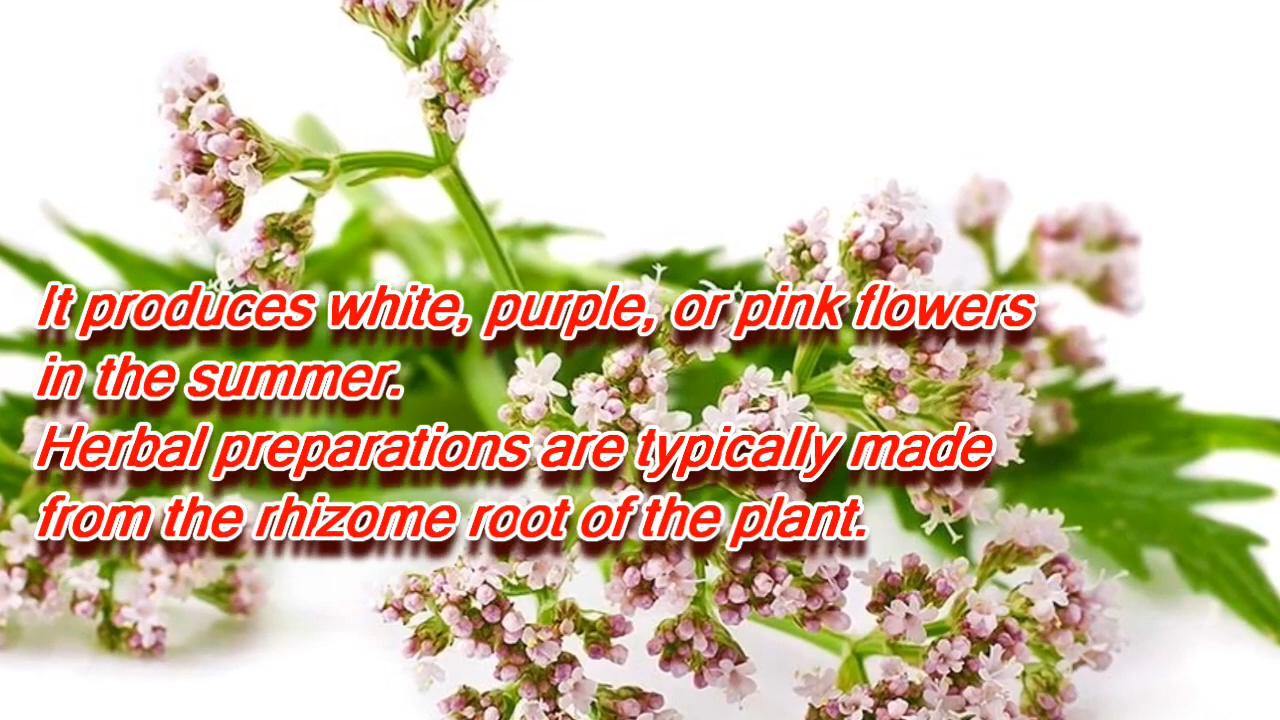 It produces white, purple, or pink flowers
in the summer.
Herbal preparations are typically made
from the rhizome root of the plant.